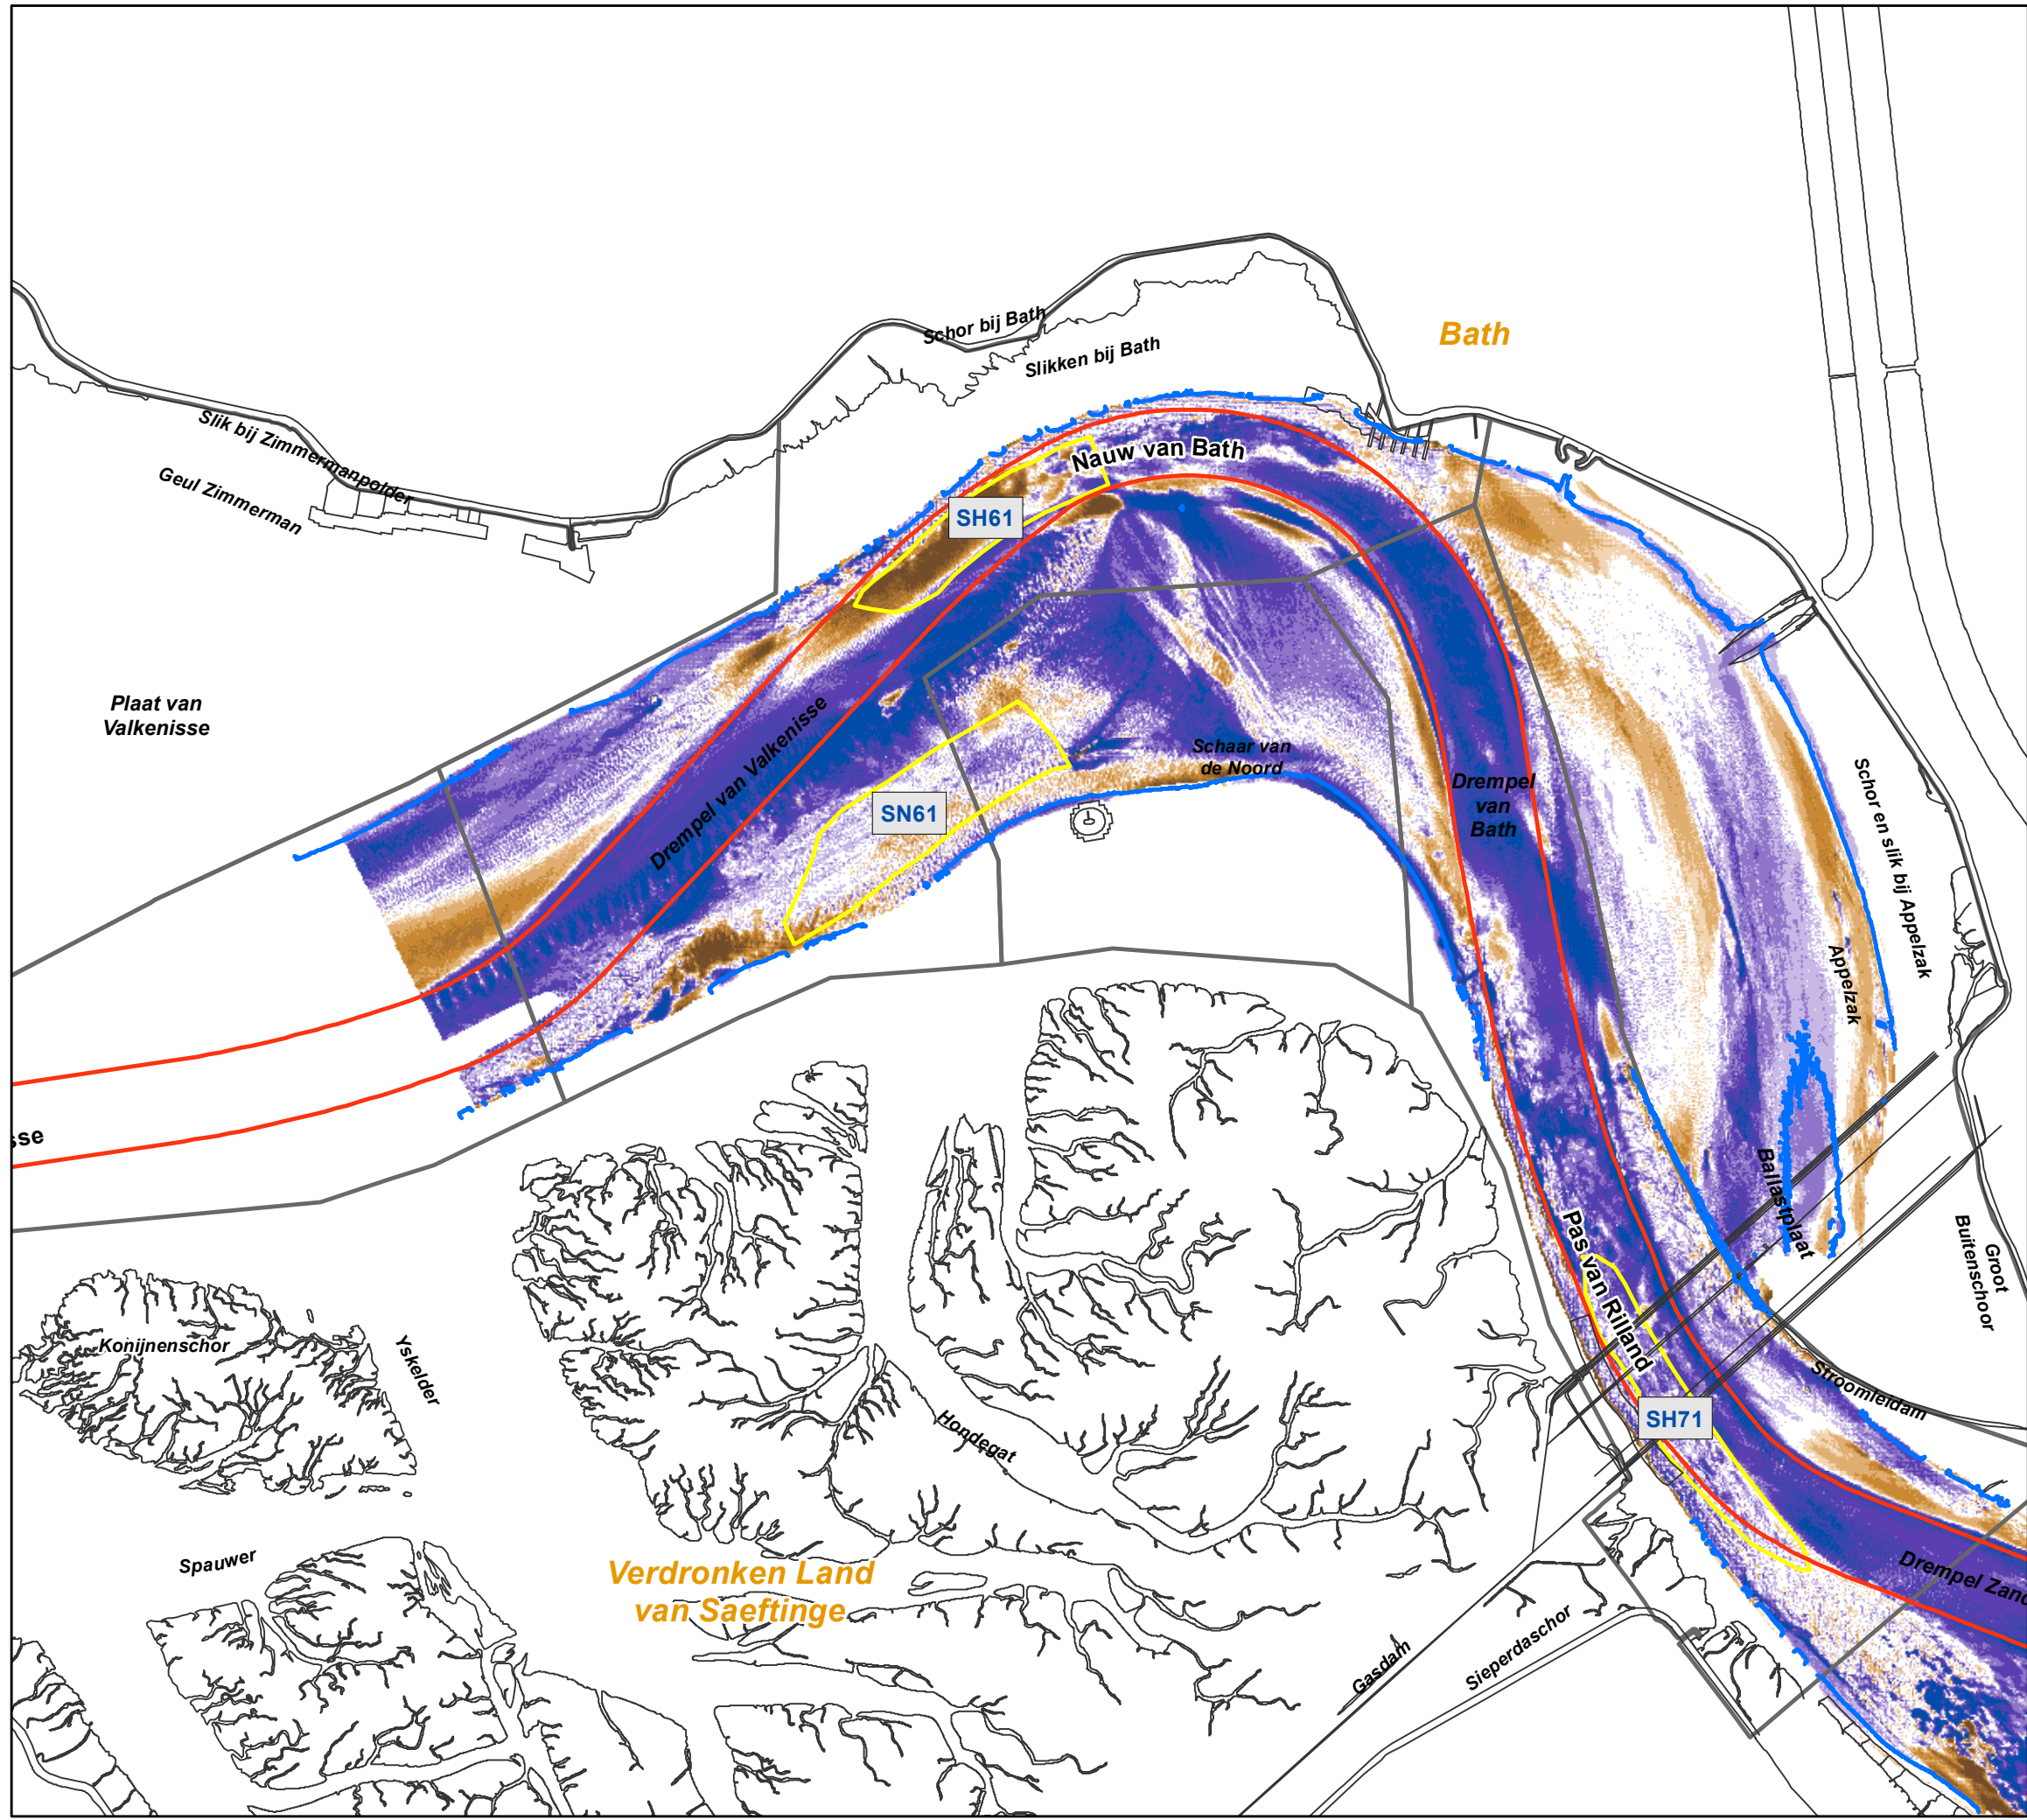 Bath
Schor bij Bath
Slikken bij Bath
Slik bij Zimmermanpolder
Geul Zimmerman
Nauw van Bath
SH61
Plaat van
Valkenisse
Drempel van Valkenisse
Schaar van
de Noord
SN61
Drempel
van
Bath
Schor en slik bij Appelzak
Appelzak
sse
Ballastplaat
Groot
Buitenschoor
Pas van Rilland
Konijnenschor
Yskelder
Stroomleidam
SH71
Hondegat
Spauwer
Verdronken Land
van Saeftinge
Drempel Zand
Gasdam
Sieperdaschor